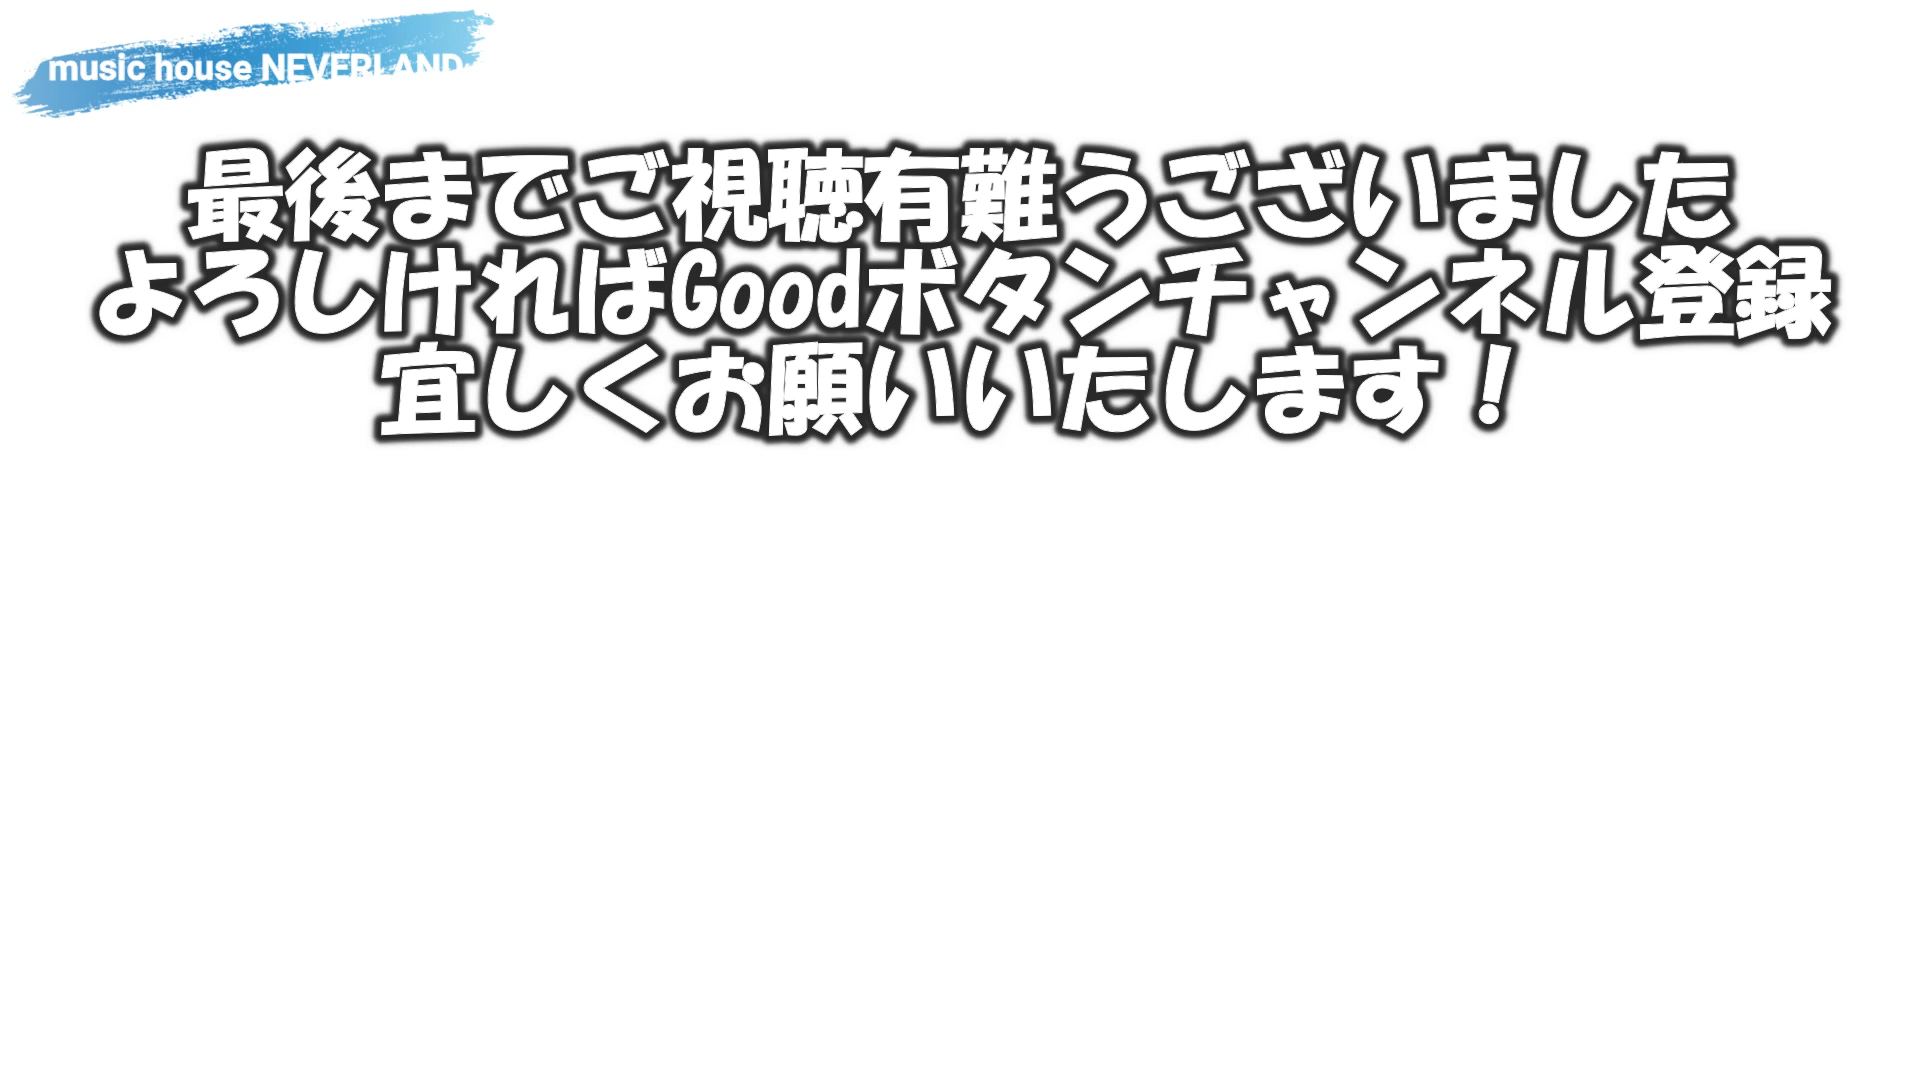 music house NEVERLAND
最後までご視聴有難うございました
よろしければGoodボタンチャンネル登録
宜しくお願いいたします！